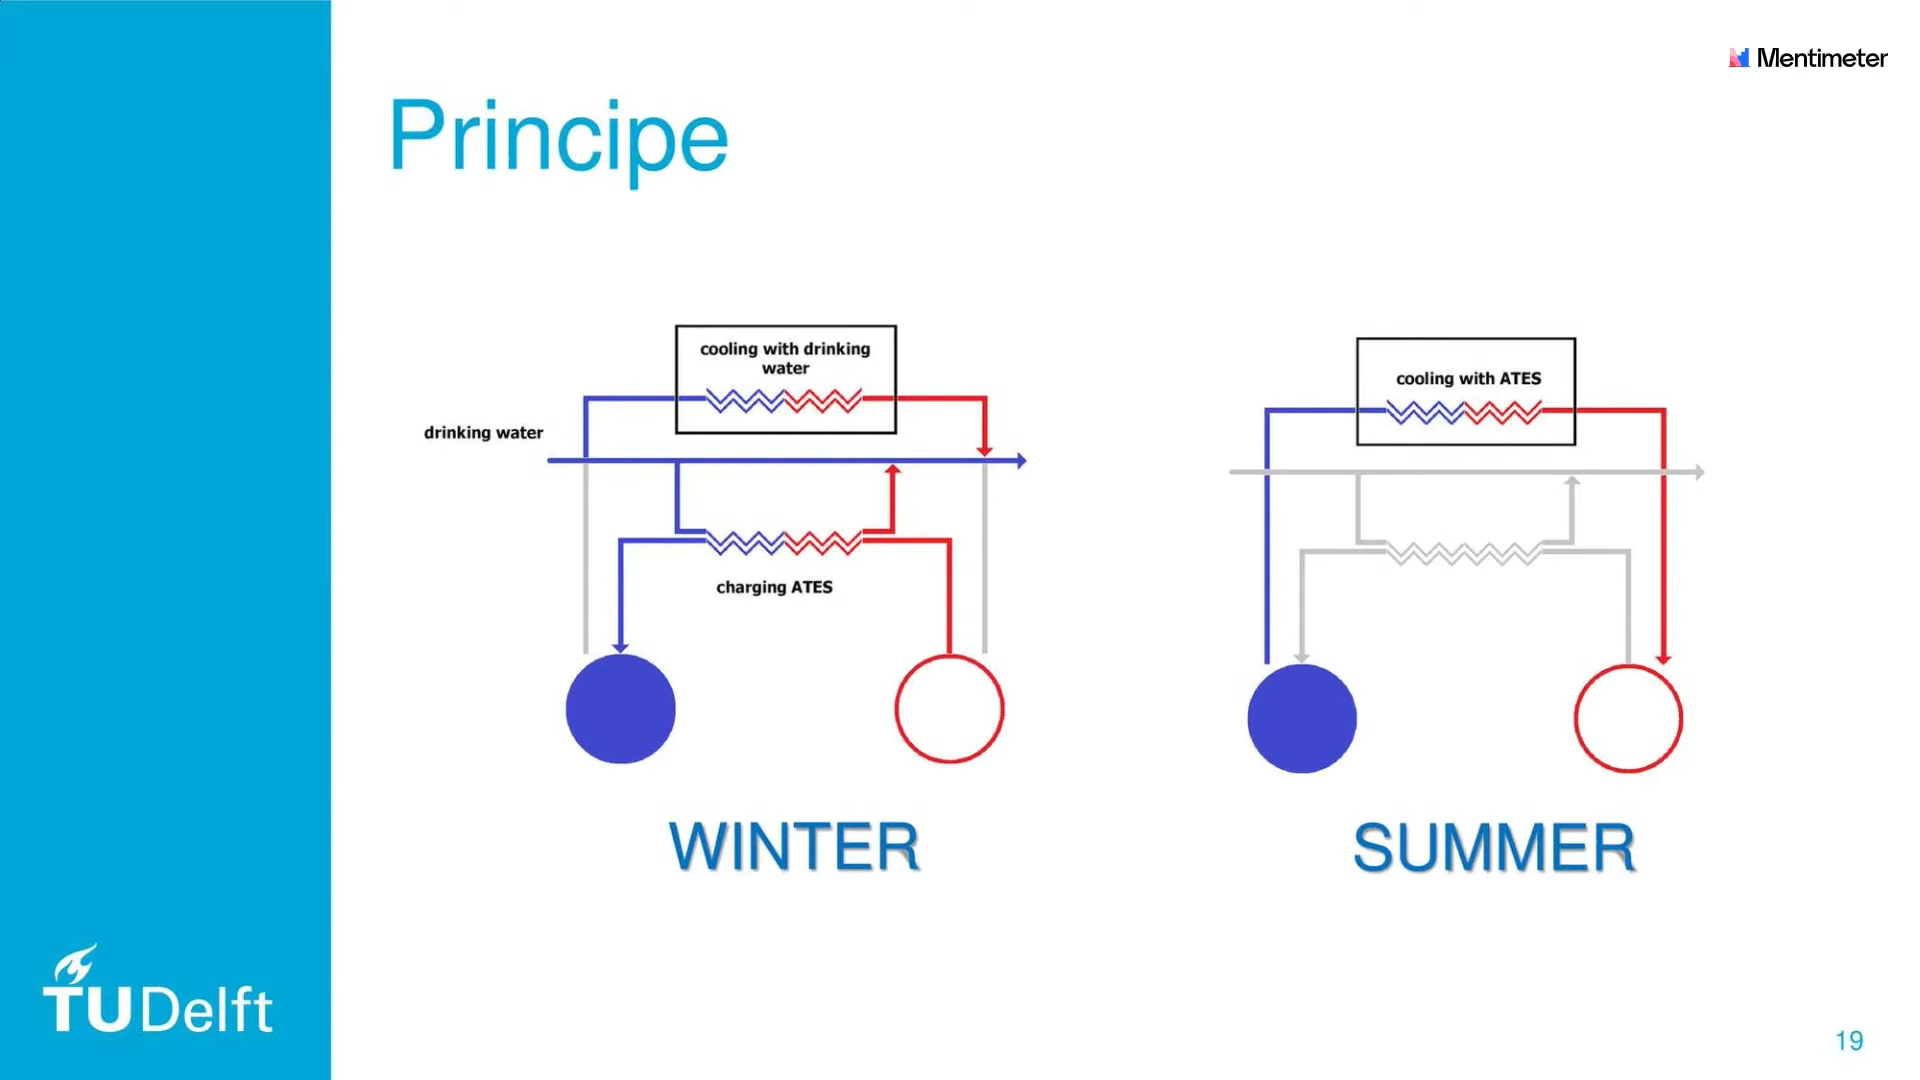 Mentimeter
Principe
cooling with drinking
water
drinking water
charging ATES
WINTER
cooling with ATES
SUMMER
TUDelft
19